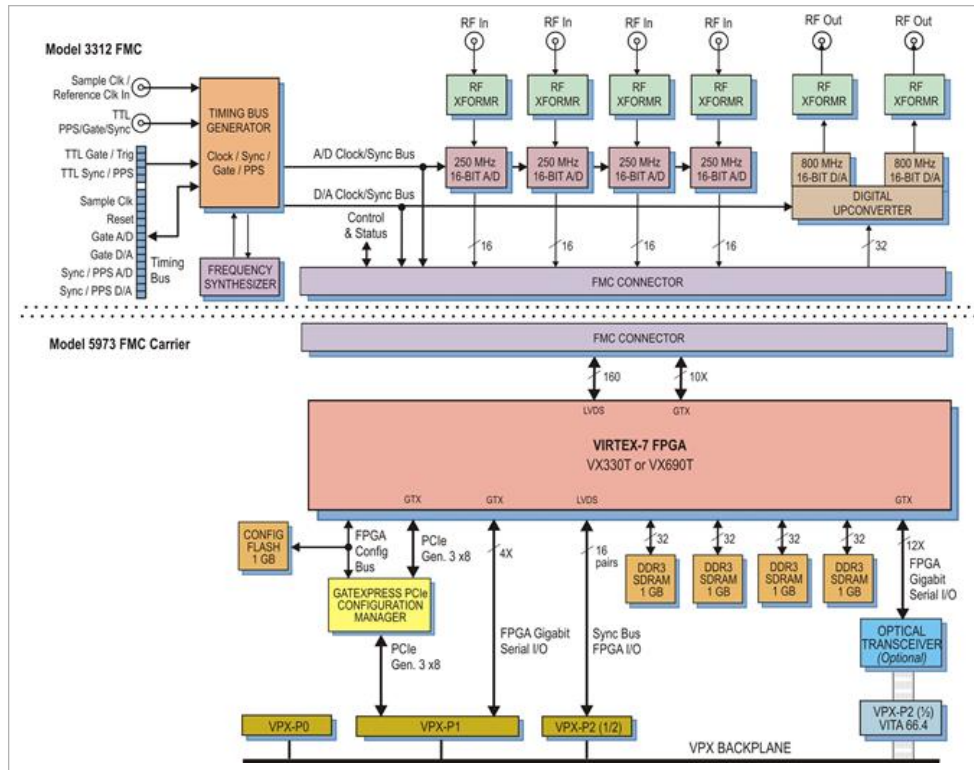 RF In
RF In
RF In
RF In
RF Out
RF Out
Model 3312 FMC
Sample Clk /
Reference Clk In
TTL
PPS/Gate/Sync
TTL Gate / Trig
TTL Sync / PPS
Sample Clk
Reset
Gate A/D
Gate D/A
Sync / PPS A/D
Sync / PPS D/A
Timing
Bus
TIMING BUS
GENERATOR
Clock / Sync /
Gate / PPS
FREQUENCY
SYNTHESIZER
A/D Clock/Sync Bus
D/A Clock/Sync Bus
Control
& Status
RF
XFORMR
RF
XFORMR
RF
XFORMR
RF
XFORMR
RF
XFORMR
RF
XFORMR
250 MHz
16-BIT A/D
250 MHz
16-BIT A/D
250 MHz
16-BIT A/D
250 MHz
16-BIT A/D
800 MHz
16-BIT D/A
800 MHz
16-BIT D/A
DIGITAL
UPCONVERTER
16
16
16
16
32
FMC CONNECTOR
Model 5973 FMC Carrier
FMC CONNECTOR
160
10X
LVDS
GTX
VIRTEX-7 FPGA
VX330T or VX690T
GTX
GTX
LVDS
GTX
CONFIG
FLASH
1 GB
FPGA
Config
Bus
PCIe
Gen. 3 x8
4X
16
pairs
32
32
32
32
12X
DDR3
SDRAM
1 GB
DDR3
SDRAM
1 GB
DDR3
SDRAM
1 GB
DDR3
SDRAM
1 GB
FPGA
Gigabit
Serial I/O
GATEXPRESS PCIe
CONFIGURATION
MANAGER
PCIe
Gen. 3 x8
FPGA Gigabit
Serial I/O
Sync Bus
FPGA I/O
OPTICAL
TRANSCEIVER
(Optional)
VPX-P0
VPX-P1
VPX-P2 (1/2)
VPX-P2 (½)
VITA 66.4
VPX BACKPLANE